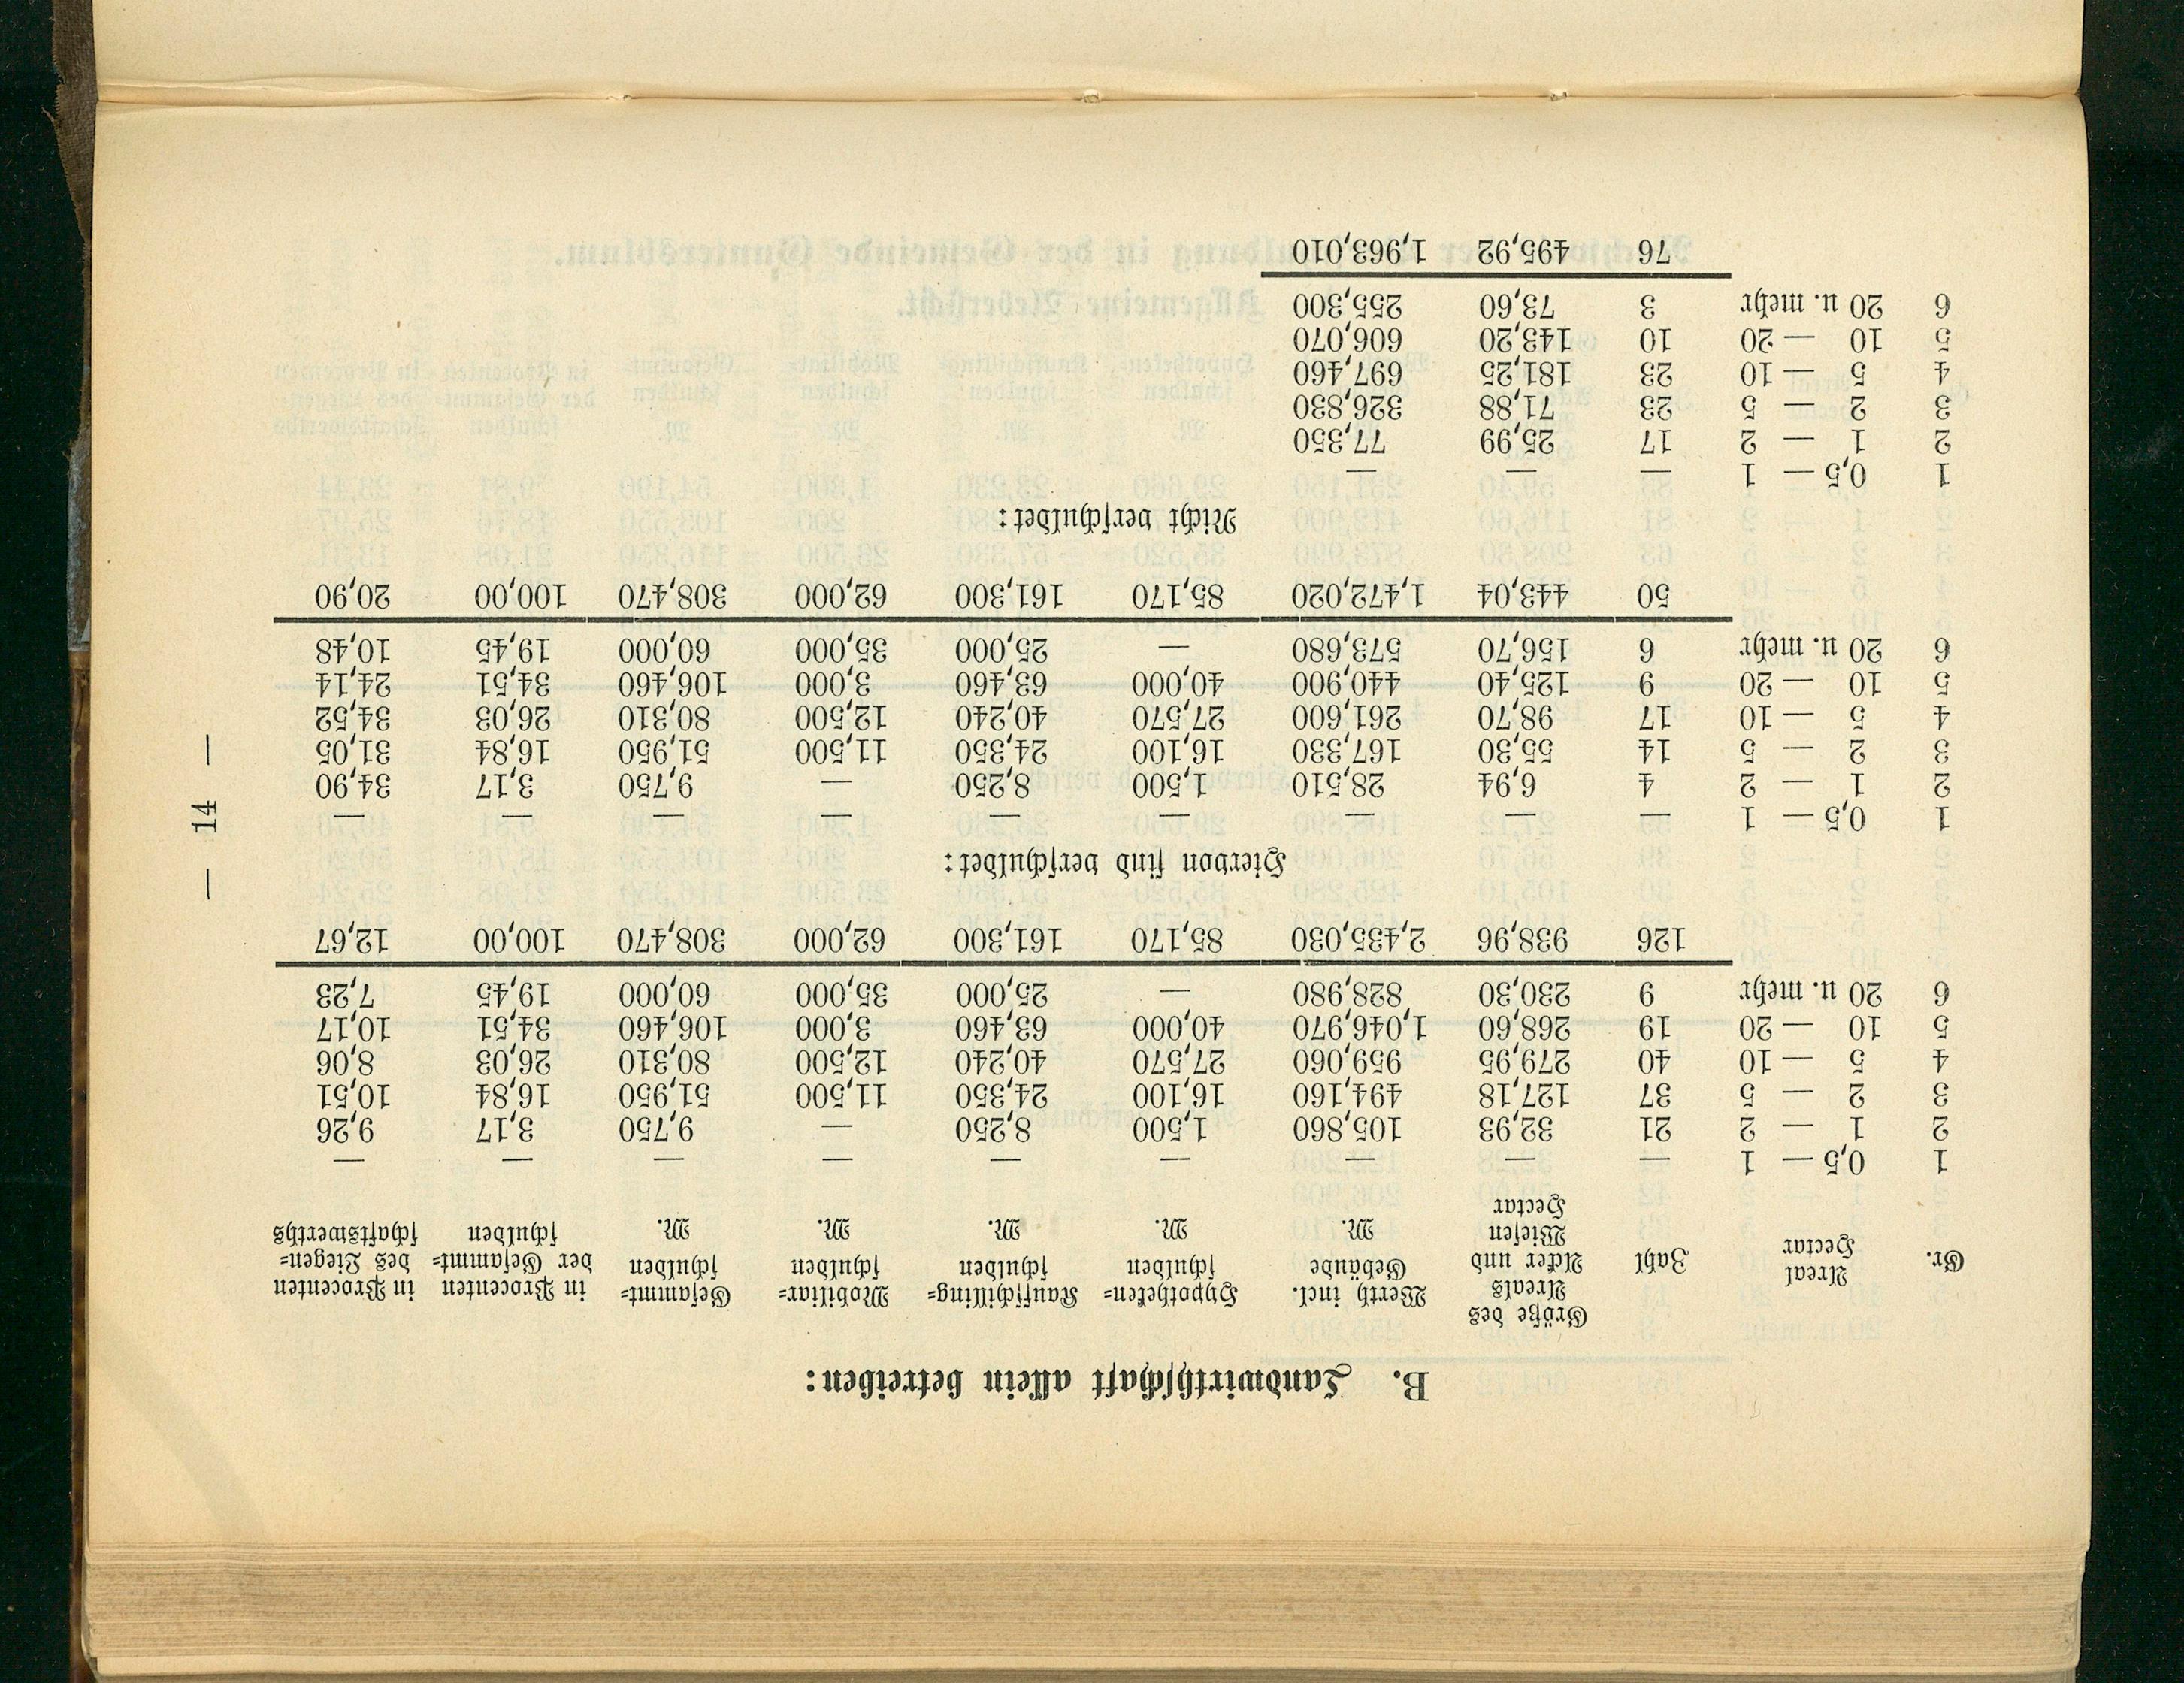 — 14 —
B. Landwirthschaft allein betreiben:
Gr. Areal Hectar Zahl Größe des Areals Acker und Wiesen Hectar Werth incl. Gebäude M. Hypotheken-schulden M. Kaufschilling-schulden M. Mobiliar-schulden M. Gesammt-schulden M. in Procenten der Gesammt-schulden in Procenten des Liegen-schaftswerths
1 0,5 — 1 — — — — — — — — —
2 1 — 2 21 32,93 105,860 1,500 8,250 — 9,750 3,17 9,26
3 2 — 5 37 127,18 494,160 16,100 24,350 11,500 51,950 16,84 10,51
4 5 — 10 40 279,95 959,060 27,570 40,240 12,500 80,310 26,03 8,06
5 10 — 20 19 268,60 1,046,970 40,000 63,460 3,000 106,460 34,51 10,17
6 20 u. mehr 9 230,30 828,980 — 25,000 35,000 60,000 19,45 7,23
126 938,96 2,435,030 85,170 161,300 62,000 308,470 100,00 12,67
Hiervon sind verschuldet:
1 0,5 — 1 — — — — — — — — —
2 1 — 2 4 6,94 28,510 1,500 8,250 — 9,750 3,17 34,90
3 2 — 5 14 55,30 167,330 16,100 24,350 11,500 51,950 16,84 31,05
4 5 — 10 17 98,70 261,600 27,570 40,240 12,500 80,310 26,03 34,52
5 10 — 20 9 125,40 440,900 40,000 63,460 3,000 106,460 34,51 24,14
6 20 u. mehr 6 156,70 573,680 — 25,000 35,000 60,000 19,45 10,48
50 443,04 1,472,020 85,170 161,300 62,000 308,470 100,00 20,90
Nicht verschuldet:
1 0,5 — 1 — — —
2 1 — 2 17 25,99 77,350
3 2 — 5 23 71,88 326,830
4 5 — 10 23 181,25 697,460
5 10 — 20 10 143,20 606,070
6 20 u. mehr 3 73,60 255,300
76 495,92 1,963,010